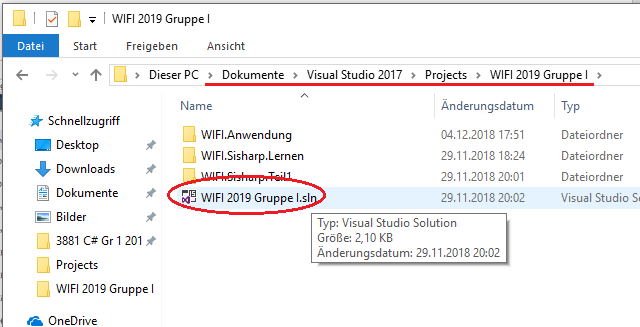 WIFI 2019 Gruppe I
Datei Start Freigeben Ansicht
Dieser PC Dokumente Visual Studio 2017 Projects WIFI 2019 Gruppe I
Name Änderungsdatum Typ
Schnellzugriff
WIFI.Anwendung 04.12.2018 17:51 Dateiordner
Desktop
WIFI.Sisharp.Lernen 29.11.2018 18:24 Dateiordner
Downloads
WIFI.Sisharp.Teil1 29.11.2018 20:01 Dateiordner
Dokumente
WIFI 2019 Gruppe I.sln 29.11.2018 20:02 Visual Studio
Bilder
Typ: Visual Studio Solution
Größe: 2,10 KB
Änderungsdatum: 29.11.2018 20:02
3881 C# Gr 1 201
Projects
WIFI 2019 Gruppe I
OneDrive